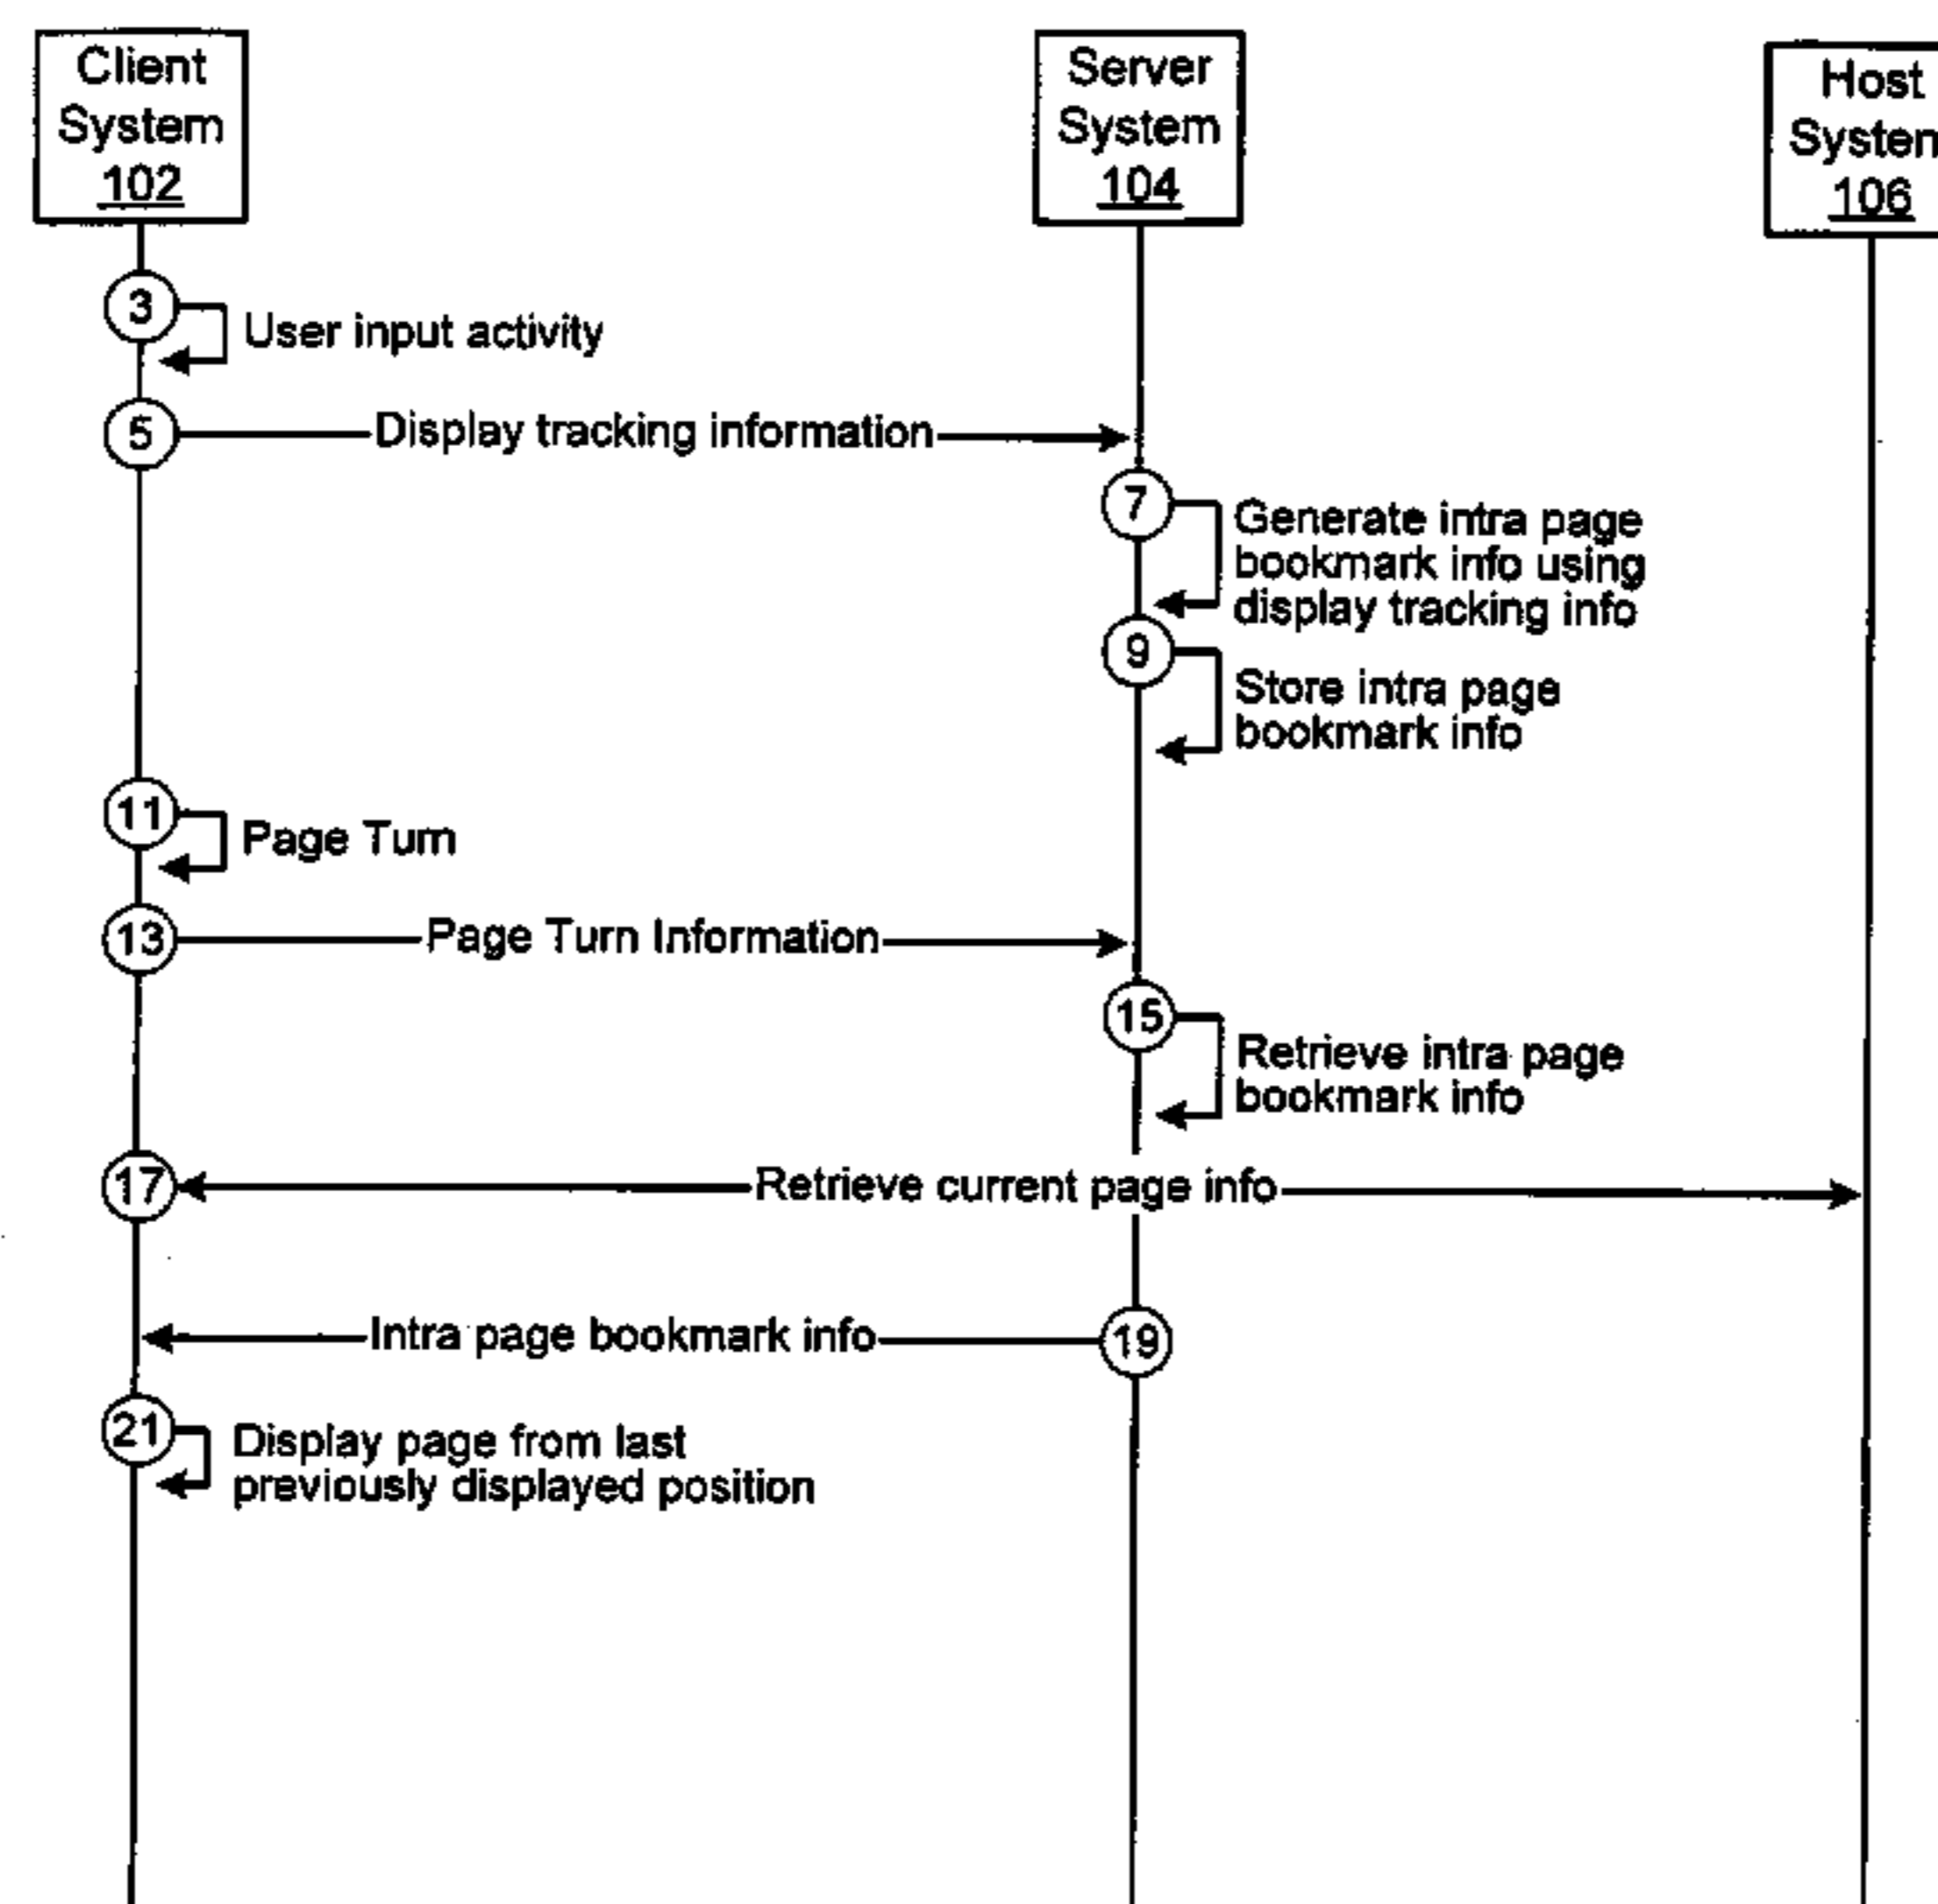 Client
System
102
Server
System
104
Host
System
106
3
User input activity
5
Display tracking information
7
Generate intra page
bookmark info using
display tracking info
9
Store intra page
bookmark info
11
Page Turn
13
Page Turn Information
15
Retrieve intra page
bookmark info
17
Retrieve current page info
Intra page bookmark info
19
21
Display page from last
previously displayed position